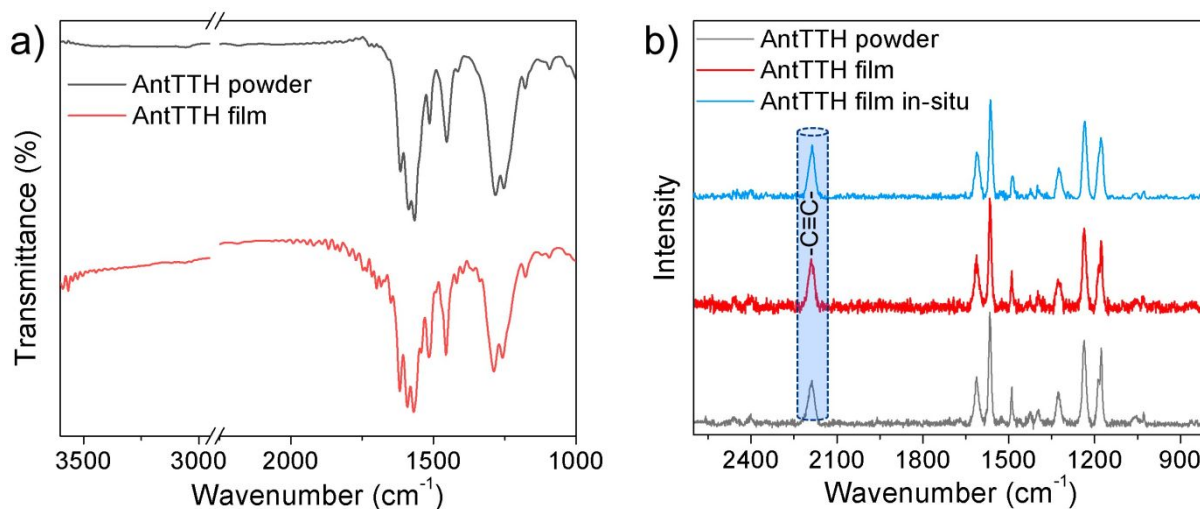 a)
AntTTH powder
AntTTH film
Transmittance (%)
3500 3000 2000 1500 1000
Wavenumber (cm⁻¹)
b)
AntTTH powder
AntTTH film
AntTTH film in-situ
-C≡C-
Intensity
2400 2100 1800 1500 1200 900
Wavenumber (cm⁻¹)